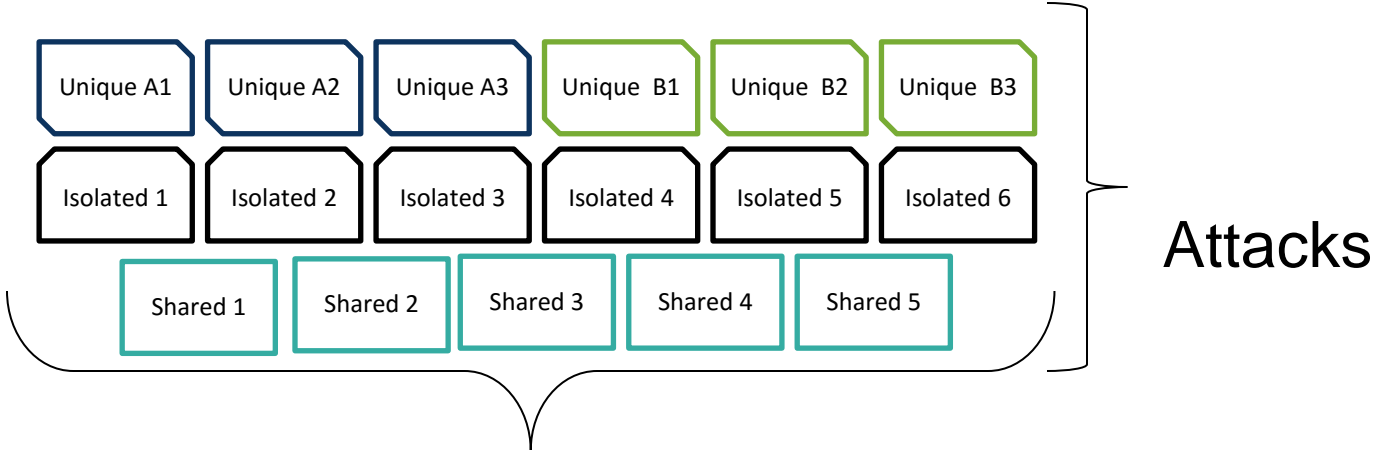 Unique A1 Unique A2 Unique A3 Unique  B1 Unique  B2 Unique  B3
Isolated 1 Isolated 2 Isolated 3 Isolated 4 Isolated 5 Isolated 6
Attacks
Shared 1 Shared 2 Shared 3 Shared 4 Shared 5